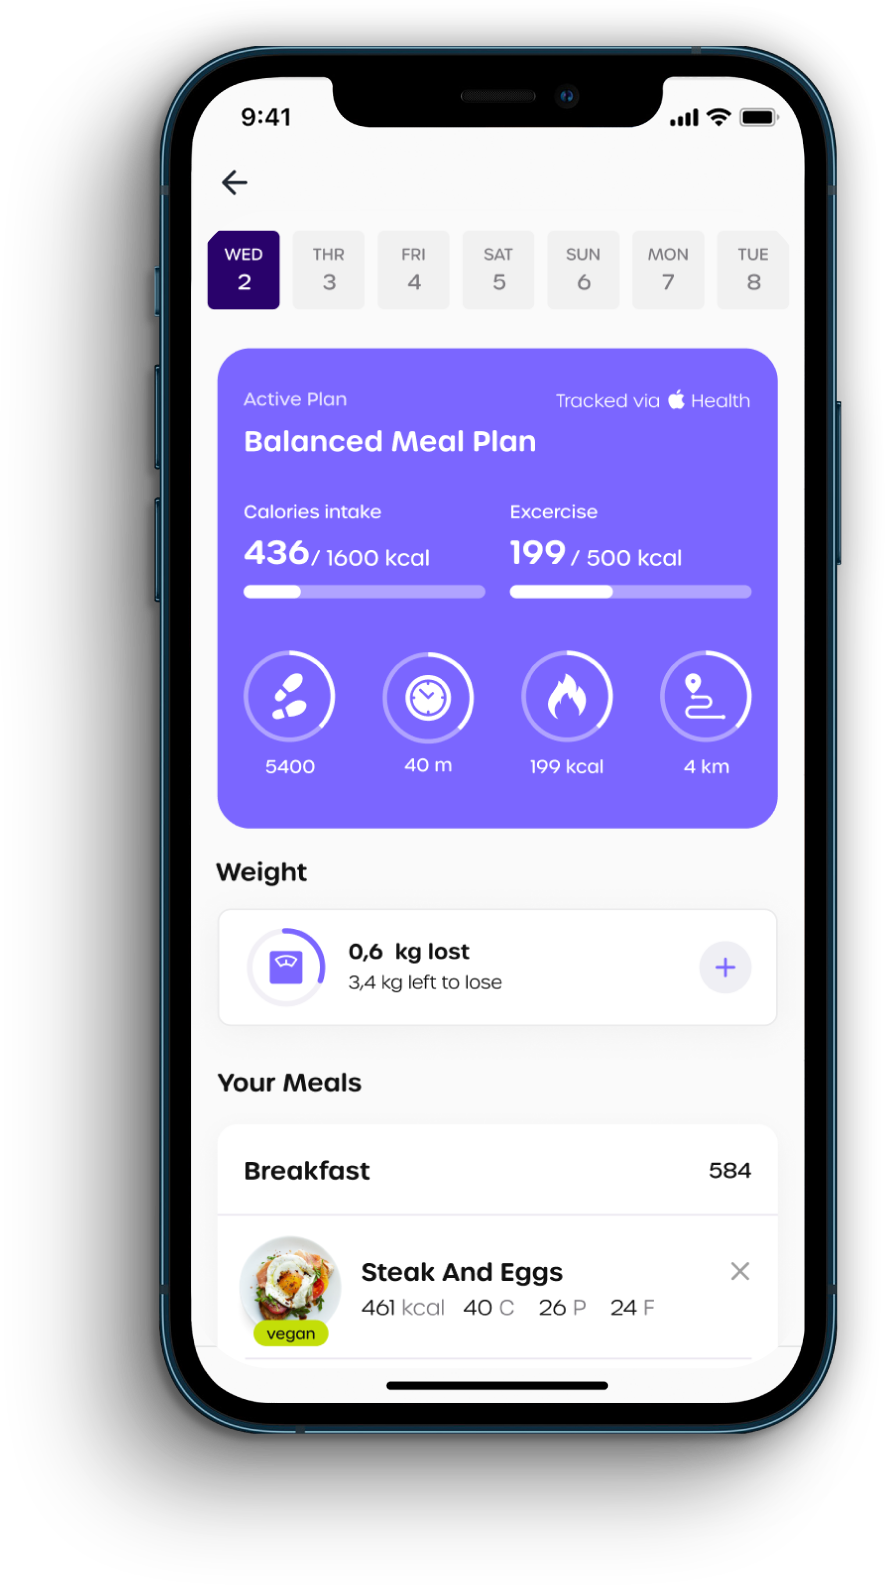 9:41
WED THR FRI SAT SUN MON TUE
2 3 4 5 6 7 8
Active Plan Tracked via Health
Balanced Meal Plan
Calories intake Excercise
436/ 1600 kcal 199 / 500 kcal
5400 40 m 199 kcal 4 km
Weight
0,6 kg lost
3,4 kg left to lose
Your Meals
Breakfast 584
Steak And Eggs
461 kcal 40 C 26 P 24 F
vegan